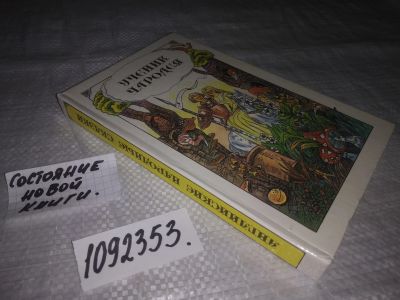 УЧЕНИК
ЧАРОДЕЯ
АНГЛИЙСКИЕ НАРОДНЫЕ СКАЗКИ
СОСТОЯНИЕ
НОВОЙ
КНИГИ.
1092353.